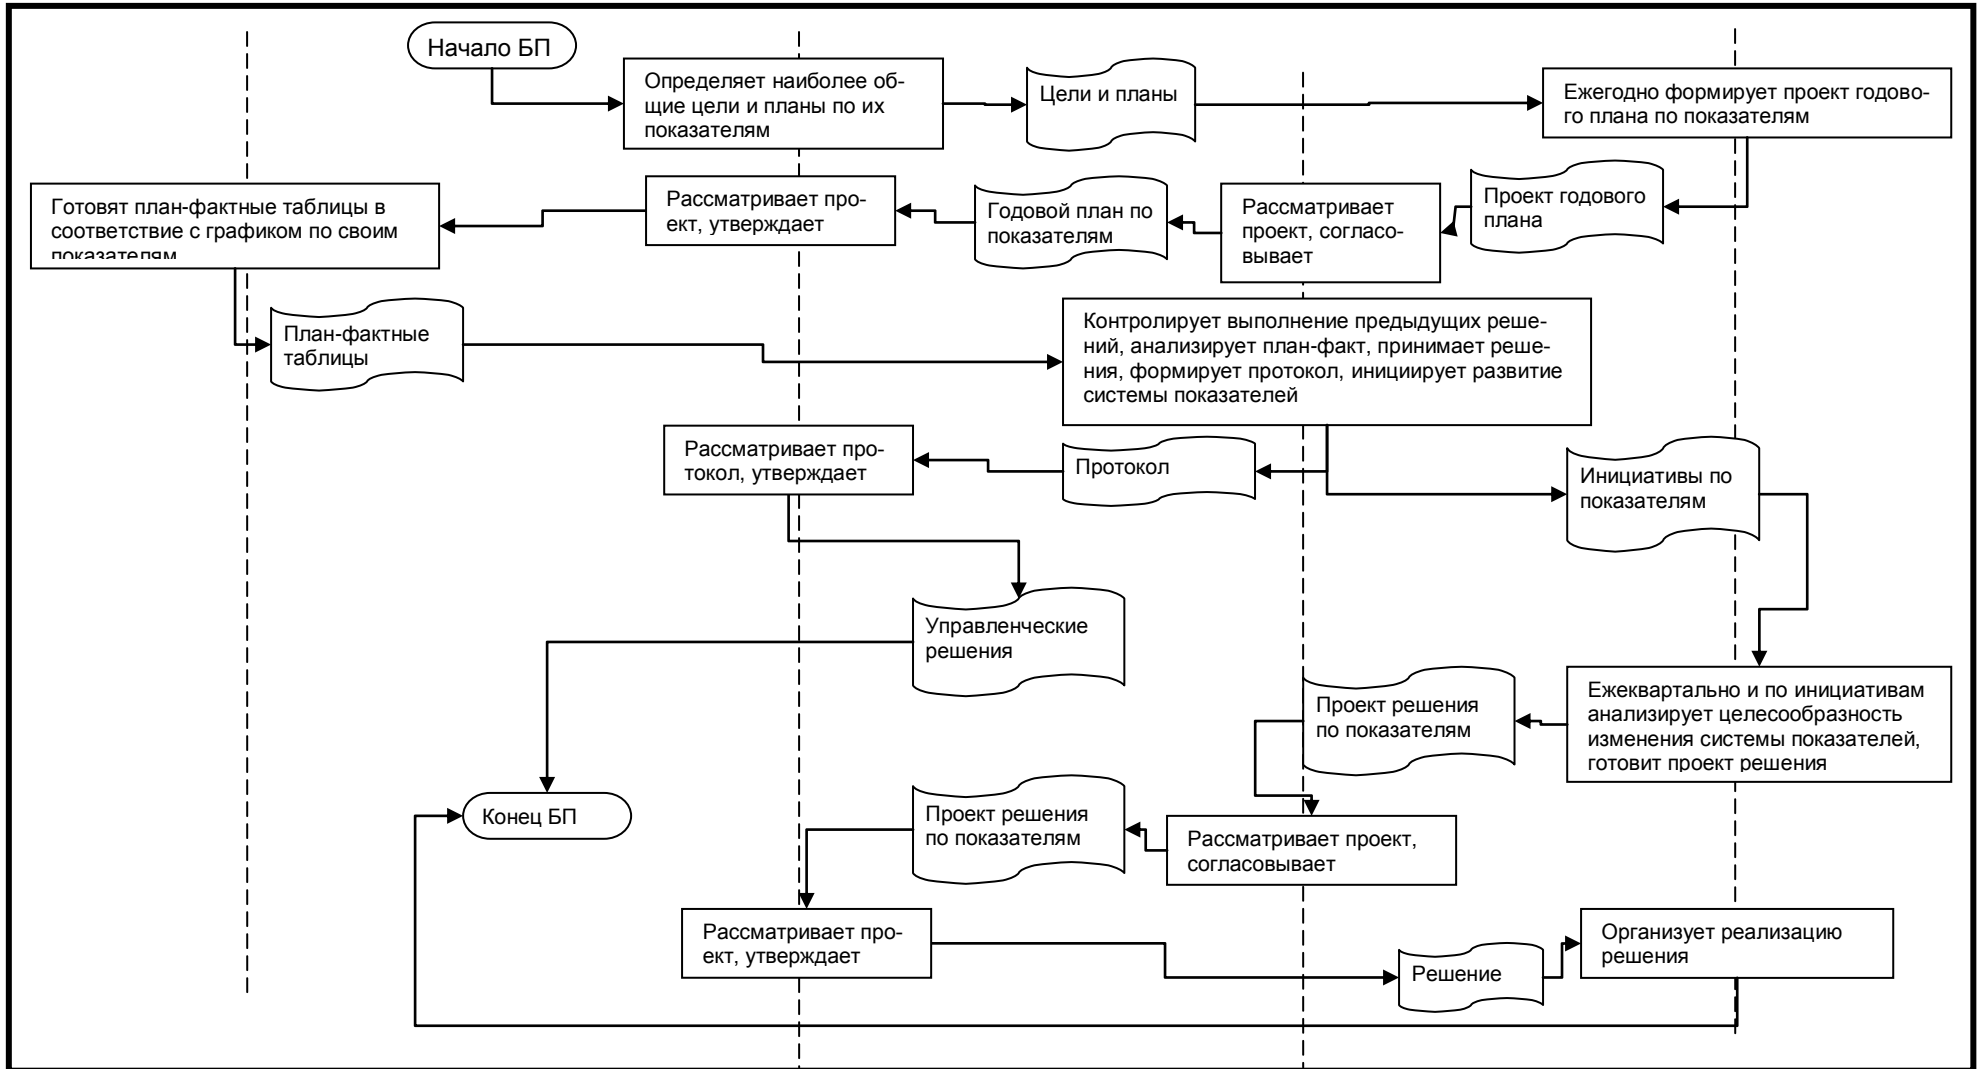 Начало БП
Определяет наиболее об-
щие цели и планы по их
показателям
Цели и планы
Ежегодно формирует проект годово-
го плана по показателям
Проект годового
плана
Рассматривает
проект, согласо-
вывает
Годовой план по
показателям
Рассматривает про-
ект, утверждает
Готовят план-фактные таблицы в
соответствие с графиком по своим
показателям
План-фактные
таблицы
Контролирует выполнение предыдущих реше-
ний, анализирует план-факт, принимает реше-
ния, формирует протокол, инициирует развитие
системы показателей
Протокол
Рассматривает про-
токол, утверждает
Инициативы по
показателям
Управленческие
решения
Ежеквартально и по инициативам
анализирует целесообразность
изменения системы показателей,
готовит проект решения
Проект решения
по показателям
Рассматривает проект,
согласовывает
Проект решения
по показателям
Конец БП
Рассматривает про-
ект, утверждает
Решение
Организует реализацию
решения